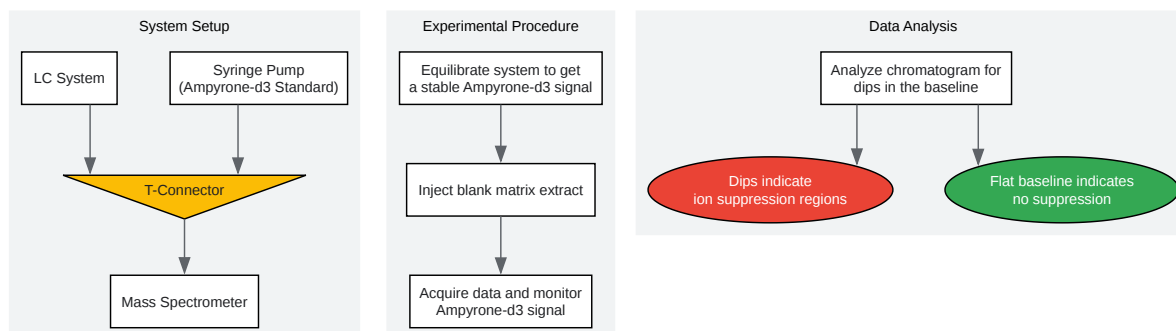 System Setup
LC System
Syringe Pump
(Ampyrone-d3 Standard)
T-Connector
Mass Spectrometer
Experimental Procedure
Equilibrate system to get
a stable Ampyrone-d3 signal
Inject blank matrix extract
Acquire data and monitor
Ampyrone-d3 signal
Data Analysis
Analyze chromatogram for
dips in the baseline
Dips indicate
ion suppression regions
Flat baseline indicates
no suppression